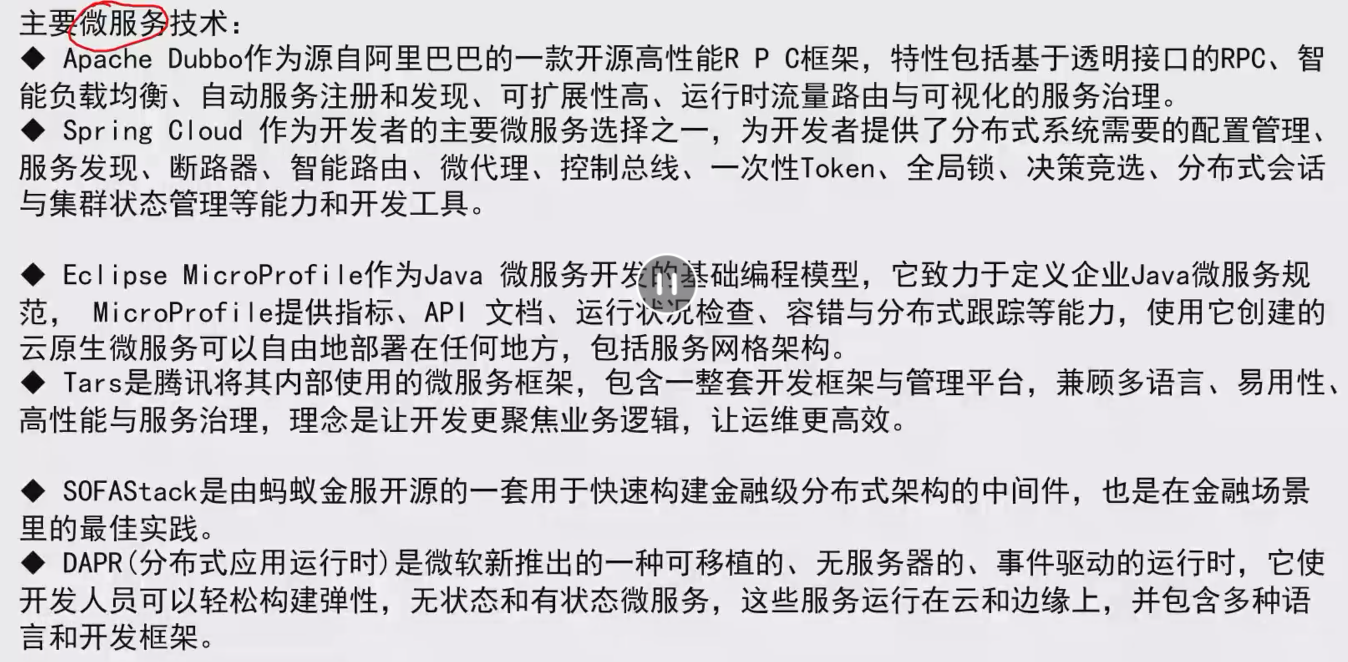 主要微服务技术：
◆ Apache Dubbo作为源自阿里巴巴的一款开源高性能R P C框架，特性包括基于透明接口的RPC、智
能负载均衡、自动服务注册和发现、可扩展性高、运行时流量路由与可视化的服务治理。
◆ Spring Cloud 作为开发者的主要微服务选择之一，为开发者提供了分布式系统需要的配置管理、
服务发现、断路器、智能路由、微代理、控制总线、一次性Token、全局锁、决策竞选、分布式会话
与集群状态管理等能力和开发工具。
◆ Eclipse MicroProfile作为Java 微服务开发的基础编程模型，它致力于定义企业Java微服务规
范， MicroProfile提供指标、API 文档、运行状况检查、容错与分布式跟踪等能力，使用它创建的
云原生微服务可以自由地部署在任何地方，包括服务网格架构。
◆ Tars是腾讯将其内部使用的微服务框架，包含一整套开发框架与管理平台，兼顾多语言、易用性、
高性能与服务治理，理念是让开发更聚焦业务逻辑，让运维更高效。
◆ SOFAStack是由蚂蚁金服开源的一套用于快速构建金融级分布式架构的中间件，也是在金融场景
里的最佳实践。
◆ DAPR(分布式应用运行时)是微软新推出的一种可移植的、无服务器的、事件驱动的运行时，它使
开发人员可以轻松构建弹性，无状态和有状态微服务，这些服务运行在云和边缘上，并包含多种语
言和开发框架。